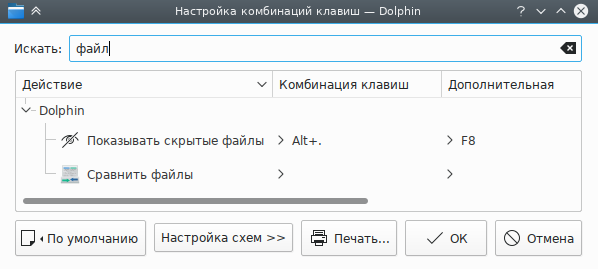 Настройка комбинаций клавиш — Dolphin
Искать: файл
Действие Комбинация клавиш Дополнительная
Dolphin
Показывать скрытые файлы Alt+. F8
Сравнить файлы
По умолчанию Настройка схем >> Печать... ОК Отмена